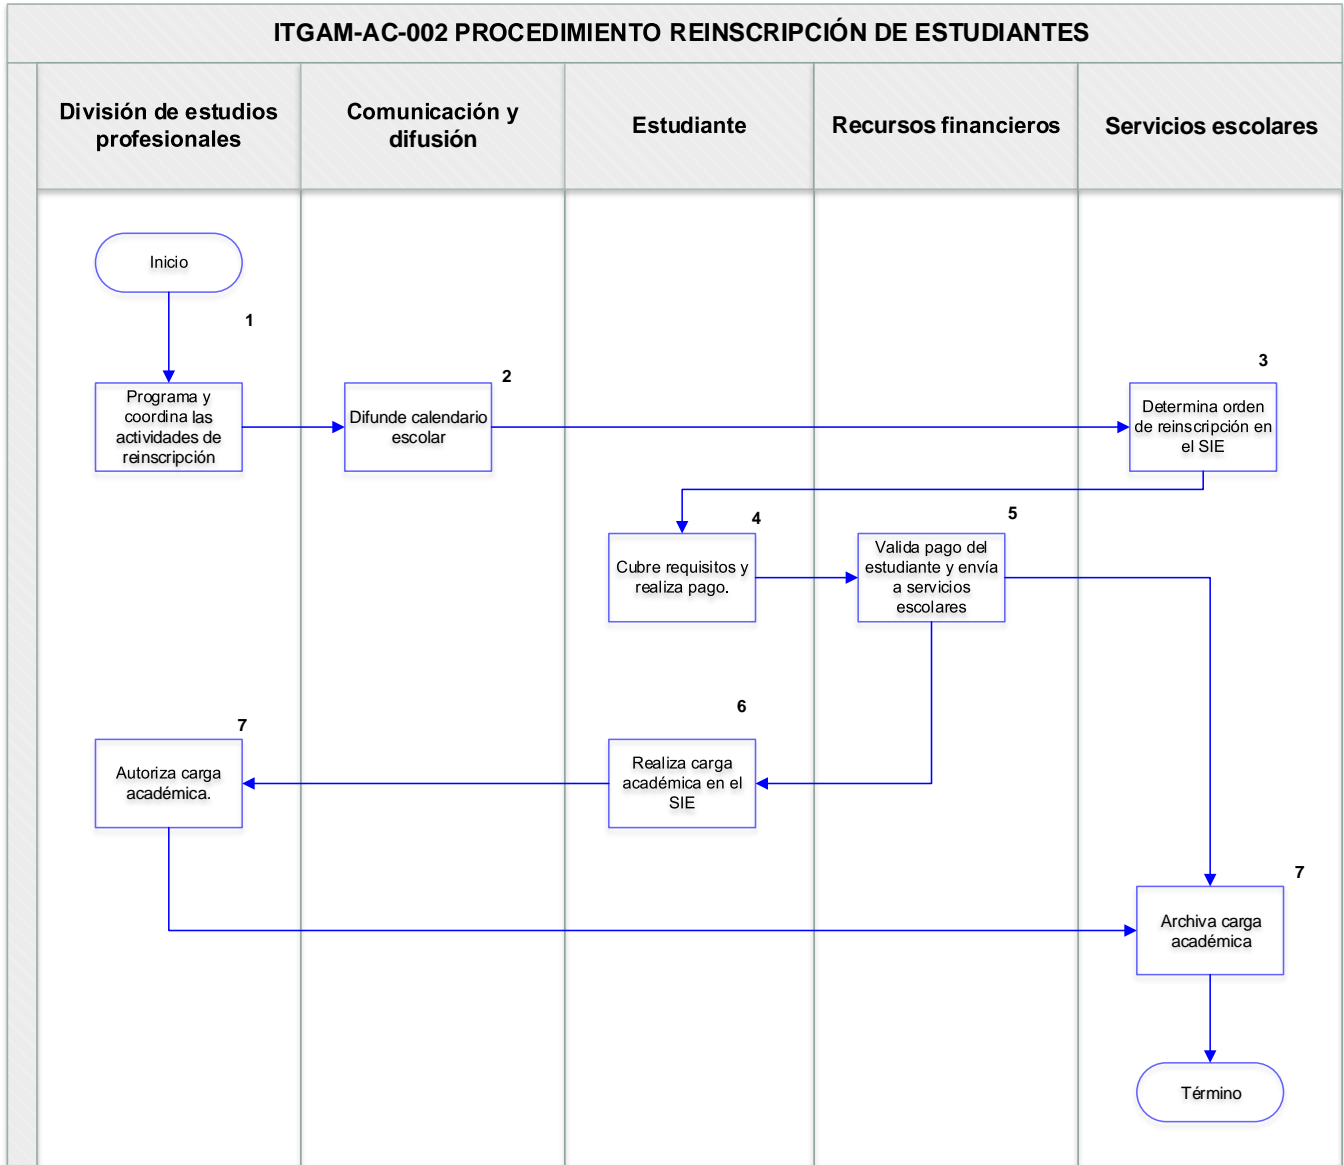 ITGAM-AC-002 PROCEDIMIENTO REINSCRIPCIÓN DE ESTUDIANTES
División de estudios
profesionales
Comunicación y
difusión
Estudiante
Recursos financieros
Servicios escolares
Inicio
1
Programa y
coordina las
actividades de
reinscripción
2
Difunde calendario
escolar
3
Determina orden
de reinscripción en
el SIE
4
Cubre requisitos y
realiza pago.
5
Valida pago del
estudiante y envía
a servicios
escolares
6
Realiza carga
académica en el
SIE
7
Autoriza carga
académica.
7
Archiva carga
académica
Término